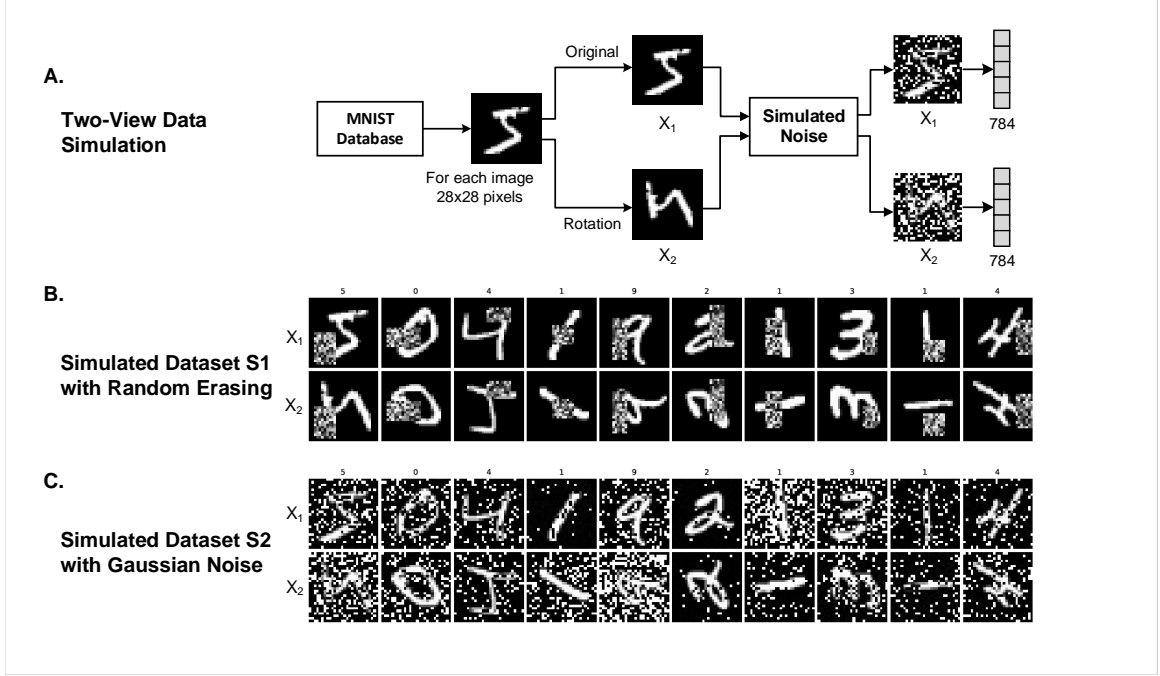 A.
Two-View Data
Simulation
MNIST
Database
For each image
28x28 pixels
Original
Rotation
X1
X2
Simulated
Noise
X1
784
X2
784
B.
Simulated Dataset S1
with Random Erasing
5 0 4 1 9 2 1 3 1 4
X1
X2
C.
Simulated Dataset S2
with Gaussian Noise
5 0 4 1 9 2 1 3 1 4
X1
X2